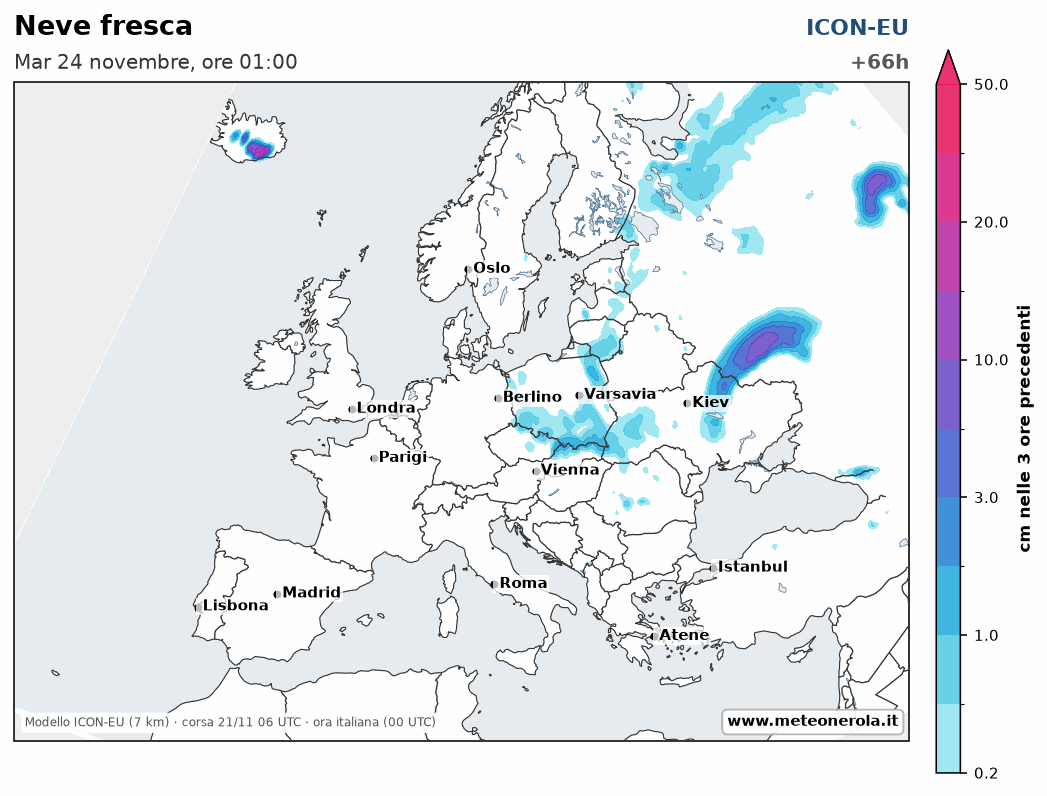 Neve fresca
ICON-EU
Mar 24 novembre, ore 01:00
+66h
50.0
20.0
10.0
3.0
1.0
0.2
cm nelle 3 ore precedenti
Oslo
Berlino
Varsavia
Kiev
Londra
Parigi
Vienna
Istanbul
Roma
Madrid
Lisbona
Atene
Modello ICON-EU (7 km) · corsa 21/11 06 UTC · ora italiana (00 UTC)
www.meteonerola.it